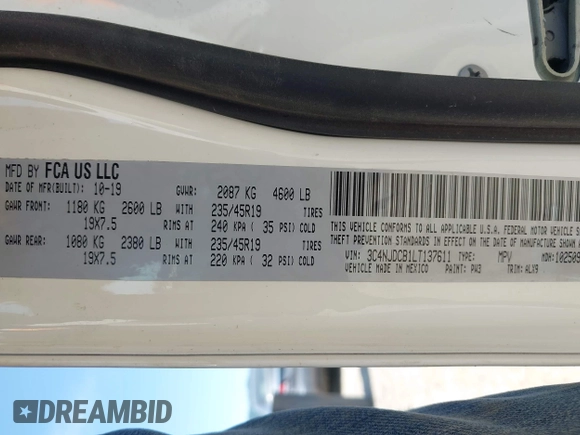 MFD BY FCA US LLC
DATE OF MFR(BUILT): 10-19 GVWR: 2087 KG 4600 LB
GAWR FRONT: 1180 KG 2600 LB WITH 235/45R19 TIRES
19X7.5 RIMS AT 240 KPA ( 35 PSI) COLD
GAWR REAR: 1080 KG 2380 LB WITH 235/45R19 TIRES
19X7.5 RIMS AT 220 KPA ( 32 PSI) COLD
THIS VEHICLE CONFORMS TO ALL APPLICABLE U.S.A. FEDERAL MOTOR VEHICLE
THEFT PREVENTION STANDARDS IN EFFECT ON THE DATE OF MANUFACTURE SHOWN
VIN: 3C4NJDCB1LT137611 TYPE: MPV MDH: 102509
VEHICLE MADE IN MEXICO PAINT: PW3 TRIM: ALX9
DREAMBID